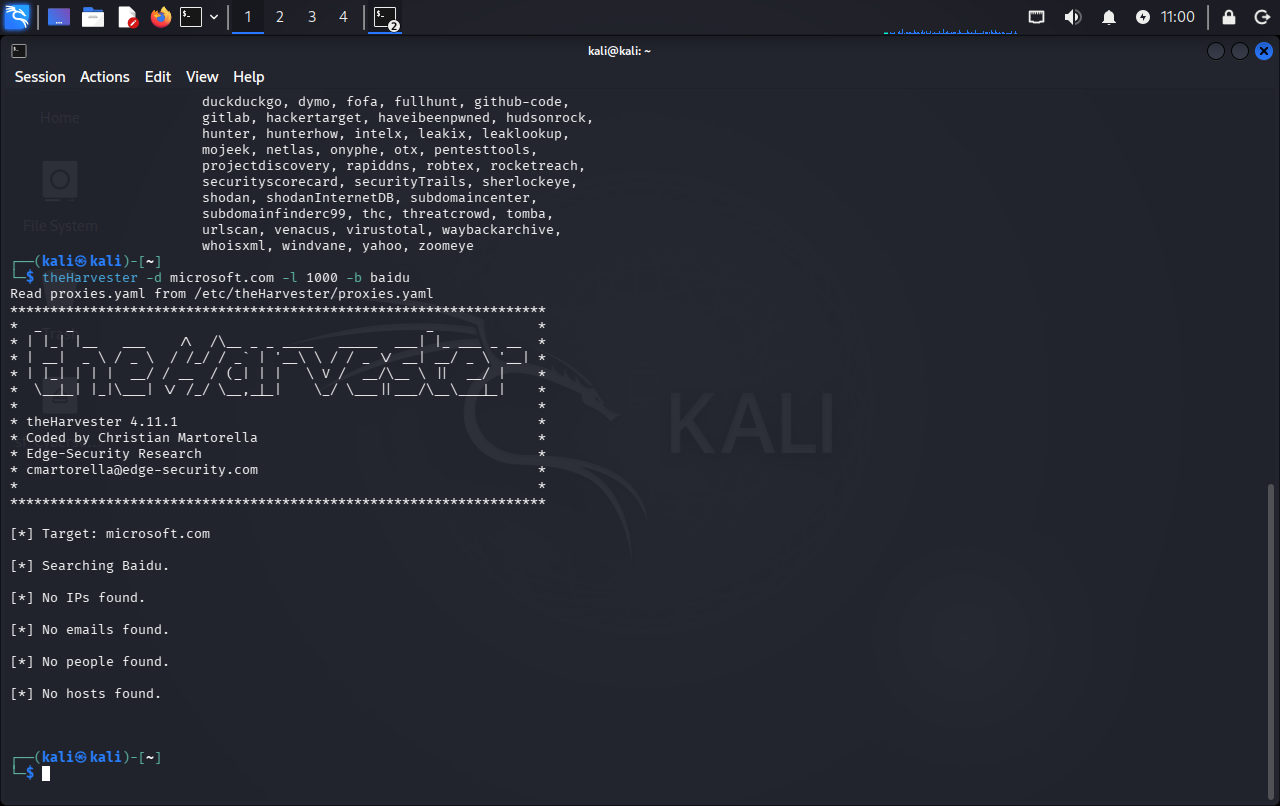 1 2 3 4 2 11:00
kali@kali: ~
Session Actions Edit View Help
duckduckgo, dymo, fofa, fullhunt, github-code,
Home
gitlab, hackertarget, haveibeenpwned, hudsonrock,
hunter, hunterhow, intelx, leakix, leaklookup,
mojeek, netlas, onyphe, otx, pentesttools,
projectdiscovery, rapiddns, robtex, rocketreach,
securityscorecard, securityTrails, sherlockeye,
shodan, shodanInternetDB, subdomaincenter,
subdomainfinderc99, thc, threatcrowd, tomba,
File System
urlscan, venacus, virustotal, waybackarchive,
whoisxml, windvane, yahoo, zoomeye
┌──(kali㉿kali)-[~]
└─$ theHarvester -d microsoft.com -l 1000 -b baidu
Read proxies.yaml from /etc/theHarvester/proxies.yaml
*******************************************************************
theHarvester
* theHarvester 4.11.1 *
* Coded by Christian Martorella *
* Edge-Security Research *
* cmartorella@edge-security.com *
* *
*******************************************************************
KALI
[*] Target: microsoft.com
[*] Searching Baidu.
[*] No IPs found.
[*] No emails found.
[*] No people found.
[*] No hosts found.
┌──(kali㉿kali)-[~]
└─$